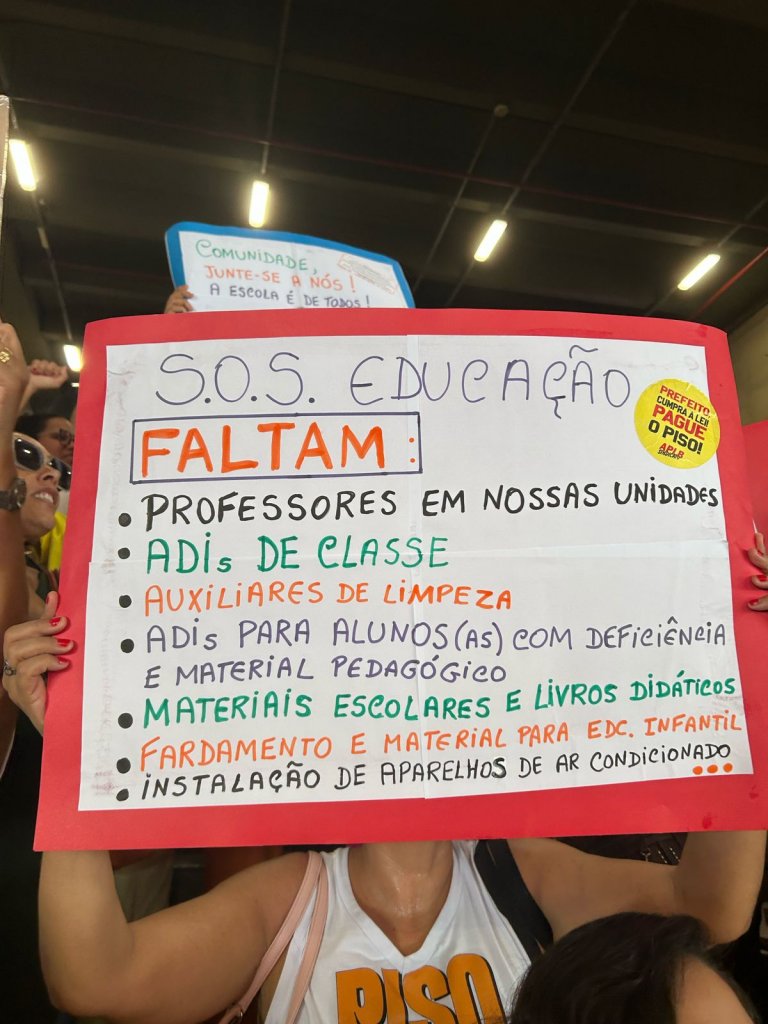 COMUNIDADE,
JUNTE-SE A NÓS!
A ESCOLA É DE TODOS!
S.O.S. EDUCAÇÃO
FALTAM:
PREFEITO,
CUMPRA A LEI!
PAGUE
O PISO!
APLB
SINDICATO
• PROFESSORES EM NOSSAS UNIDADES
• ADIs DE CLASSE
• AUXILIARES DE LIMPEZA
• ADIs PARA ALUNOS(AS) COM DEFICIÊNCIA
E MATERIAL PEDAGÓGICO
• MATERIAIS ESCOLARES E LIVROS DIDÁTICOS
• FARDAMENTO E MATERIAL PARA EDC. INFANTIL
• INSTALAÇÃO DE APARELHOS DE AR CONDICIONADO...
PISO